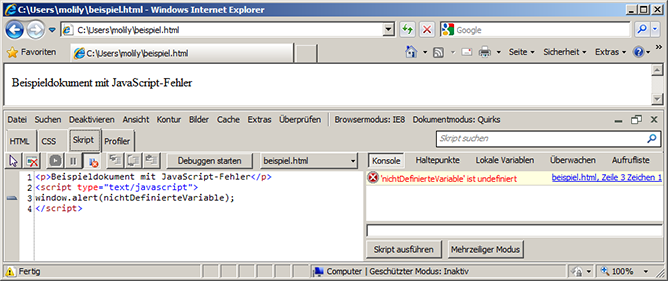 C:\Users\molily\beispiel.html - Windows Internet Explorer
C:\Users\molily\beispiel.html
Google
Favoriten
C:\Users\molily\beispiel.html
Seite Sicherheit Extras
Beispieldokument mit JavaScript-Fehler
Datei Suchen Deaktivieren Ansicht Kontur Bilder Cache Extras Überprüfen Browsermodus: IE8 Dokumentmodus: Quirks
HTML CSS Skript Profiler
Skript suchen
Debuggen starten beispiel.html
Konsole Haltepunkte Lokale Variablen Überwachen Aufrufliste
1 <p>Beispieldokument mit JavaScript-Fehler</p>
2 <script type="text/javascript">
3 window.alert(nichtDefinierteVariable);
4 </script>
'nichtDefinierteVariable' ist undefiniert beispiel.html, Zeile 3 Zeichen 1
Skript ausführen Mehrzeiliger Modus
Fertig
Computer | Geschützter Modus: Inaktiv
100%